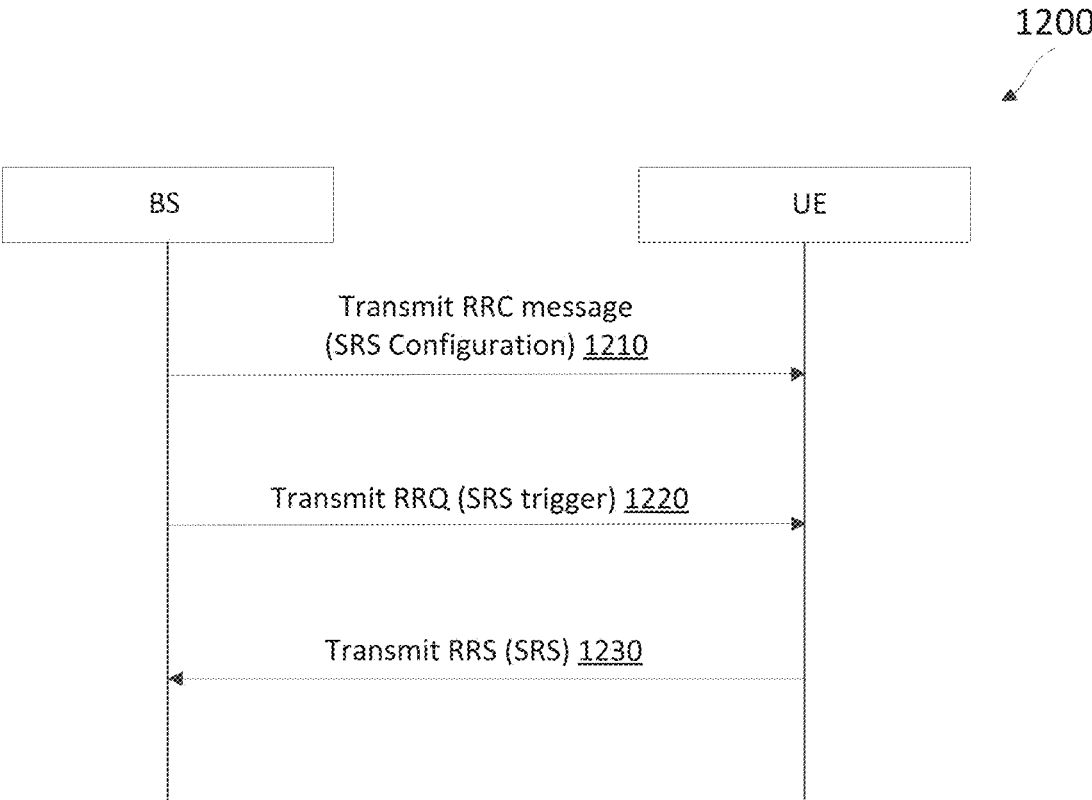 1200
BS
UE
Transmit RRC message
(SRS Configuration) 1210
Transmit RRQ (SRS trigger) 1220
Transmit RRS (SRS) 1230